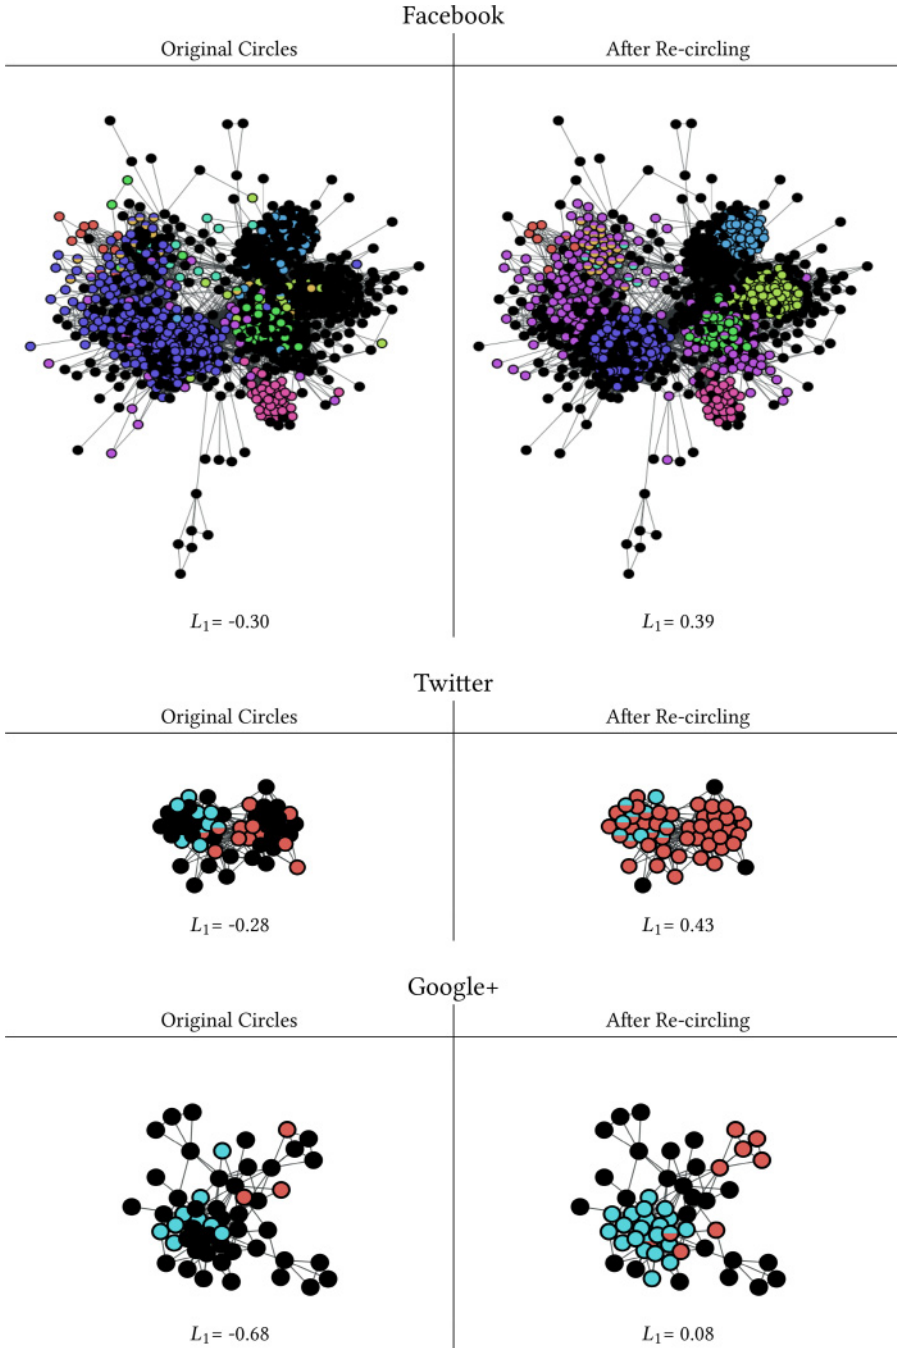 Facebook
Original Circles After Re-circling
L₁= -0.30 L₁= 0.39
Twitter
Original Circles After Re-circling
L₁= -0.28 L₁= 0.43
Google+
Original Circles After Re-circling
L₁= -0.68 L₁= 0.08